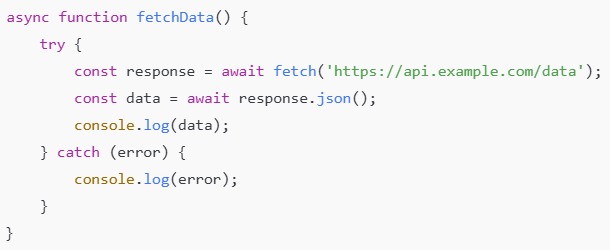 async function fetchData() {
    try {
        const response = await fetch('https://api.example.com/data');
        const data = await response.json();
        console.log(data);
    } catch (error) {
        console.log(error);
    }
}